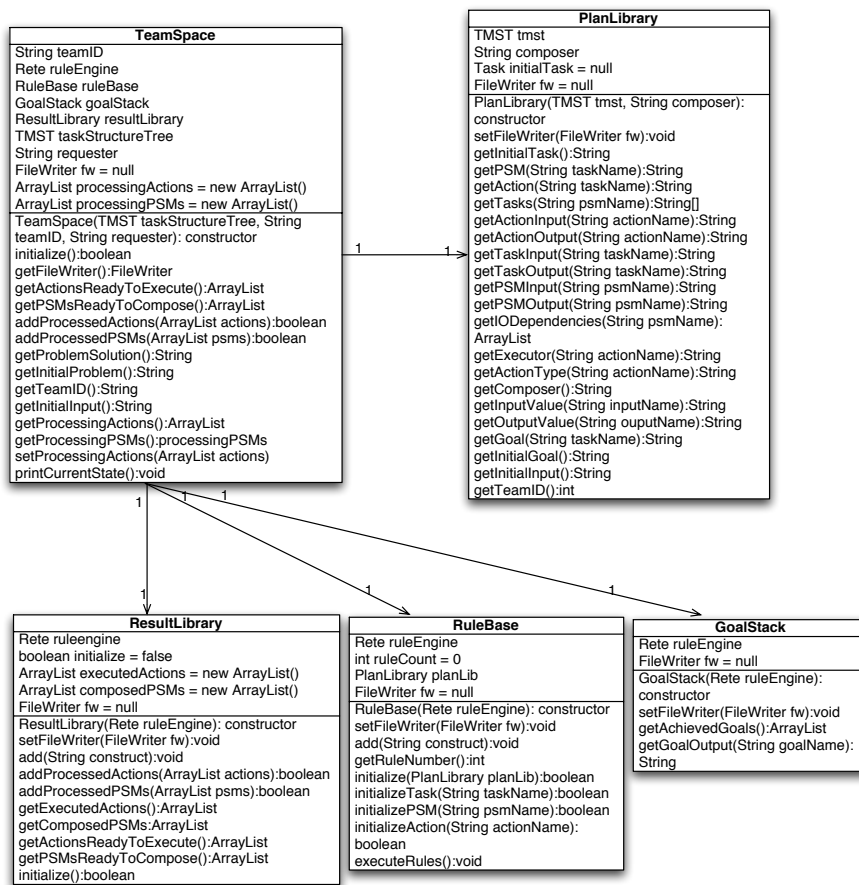 TeamSpace
String teamID
Rete ruleEngine
RuleBase ruleBase
GoalStack goalStack
ResultLibrary resultLibrary
TMST taskStructureTree
String requester
FileWriter fw = null
ArrayList processingActions = new ArrayList()
ArrayList processingPSMs = new ArrayList()
TeamSpace(TMST taskStructureTree, String
teamID, String requester): constructor
initialize():boolean
getFileWriter():FileWriter
getActionsReadyToExecute():ArrayList
getPSMsReadyToCompose():ArrayList
addProcessedActions(ArrayList actions):boolean
addProcessedPSMs(ArrayList psms):boolean
getProblemSolution():String
getInitialProblem():String
getTeamID():String
getInitialInput():String
getProcessingActions():ArrayList
getProcessingPSMs():processingPSMs
setProcessingActions(ArrayList actions)
printCurrentState():void
PlanLibrary
TMST tmst
String composer
Task initialTask = null
FileWriter fw = null
PlanLibrary(TMST tmst, String composer):
constructor
setFileWriter(FileWriter fw):void
getInitialTask():String
getPSM(String taskName):String
getAction(String taskName):String
getTasks(String psmName):String[]
getActionInput(String actionName):String
getActionOutput(String actionName):String
getTaskInput(String taskName):String
getTaskOutput(String taskName):String
getPSMInput(String psmName):String
getPSMOutput(String psmName):String
getIODependencies(String psmName):
ArrayList
getExecutor(String actionName):String
getActionType(String actionName):String
getComposer():String
getInputValue(String inputName):String
getOutputValue(String ouputName):String
getGoal(String taskName):String
getInitialGoal():String
getInitialInput():String
getTeamID():int
1
1
1
1
1
1
1
1
ResultLibrary
Rete ruleengine
boolean initialize = false
ArrayList executedActions = new ArrayList()
ArrayList composedPSMs = new ArrayList()
FileWriter fw = null
ResultLibrary(Rete ruleEngine): constructor
setFileWriter(FileWriter fw):void
add(String construct):void
addProcessedActions(ArrayList actions):boolean
addProcessedPSMs(ArrayList psms):boolean
getExecutedActions():ArrayList
getComposedPSMs:ArrayList
getActionsReadyToExecute():ArrayList
getPSMsReadyToCompose():ArrayList
initialize():boolean
RuleBase
Rete ruleEngine
int ruleCount = 0
PlanLibrary planLib
FileWriter fw = null
RuleBase(Rete ruleEngine): constructor
setFileWriter(FileWriter fw):void
add(String construct):void
getRuleNumber():int
initialize(PlanLibrary planLib):boolean
initializeTask(String taskName):boolean
initializePSM(String psmName):boolean
initializeAction(String actionName):
boolean
executeRules():void
GoalStack
Rete ruleEngine
FileWriter fw = null
GoalStack(Rete ruleEngine):
constructor
setFileWriter(FileWriter fw):void
getAchievedGoals():ArrayList
getGoalOutput(String goalName):
String